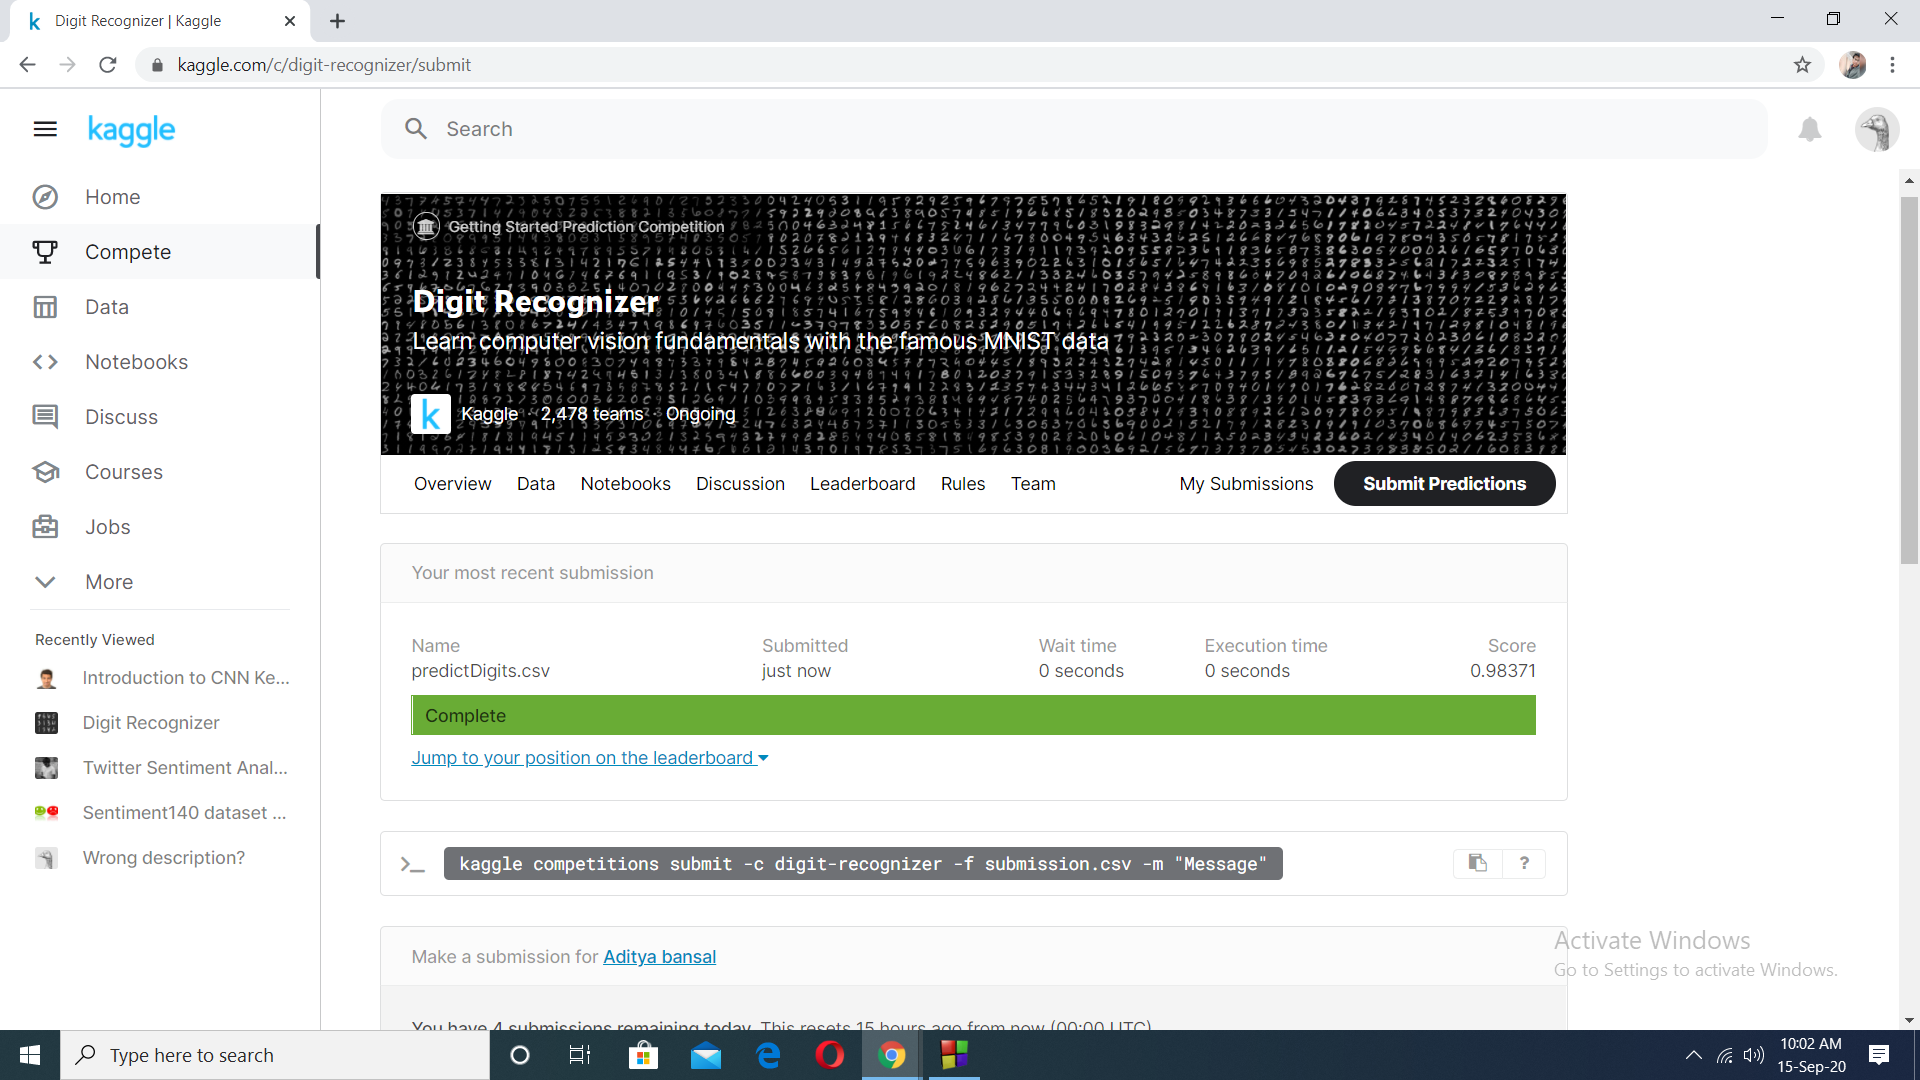 Digit Recognizer | Kaggle
kaggle.com/c/digit-recognizer/submit
kaggle
Search
Home
Compete
Data
Notebooks
Discuss
Courses
Jobs
More
Recently Viewed
Introduction to CNN Ke...
Digit Recognizer
Twitter Sentiment Anal...
Sentiment140 dataset ...
Wrong description?
Getting Started Prediction Competition
Digit Recognizer
Learn computer vision fundamentals with the famous MNIST data
k Kaggle · 2,478 teams · Ongoing
Overview Data Notebooks Discussion Leaderboard Rules Team My Submissions Submit Predictions
Your most recent submission
Name Submitted Wait time Execution time Score
predictDigits.csv just now 0 seconds 0 seconds 0.98371
Complete
Jump to your position on the leaderboard
>_ kaggle competitions submit -c digit-recognizer -f submission.csv -m "Message" ?
Make a submission for Aditya bansal
You have 4 submissions remaining today. This resets 15 hours ago from now (00:00 UTC)
Activate Windows
Go to Settings to activate Windows.
Type here to search
10:02 AM
15-Sep-20